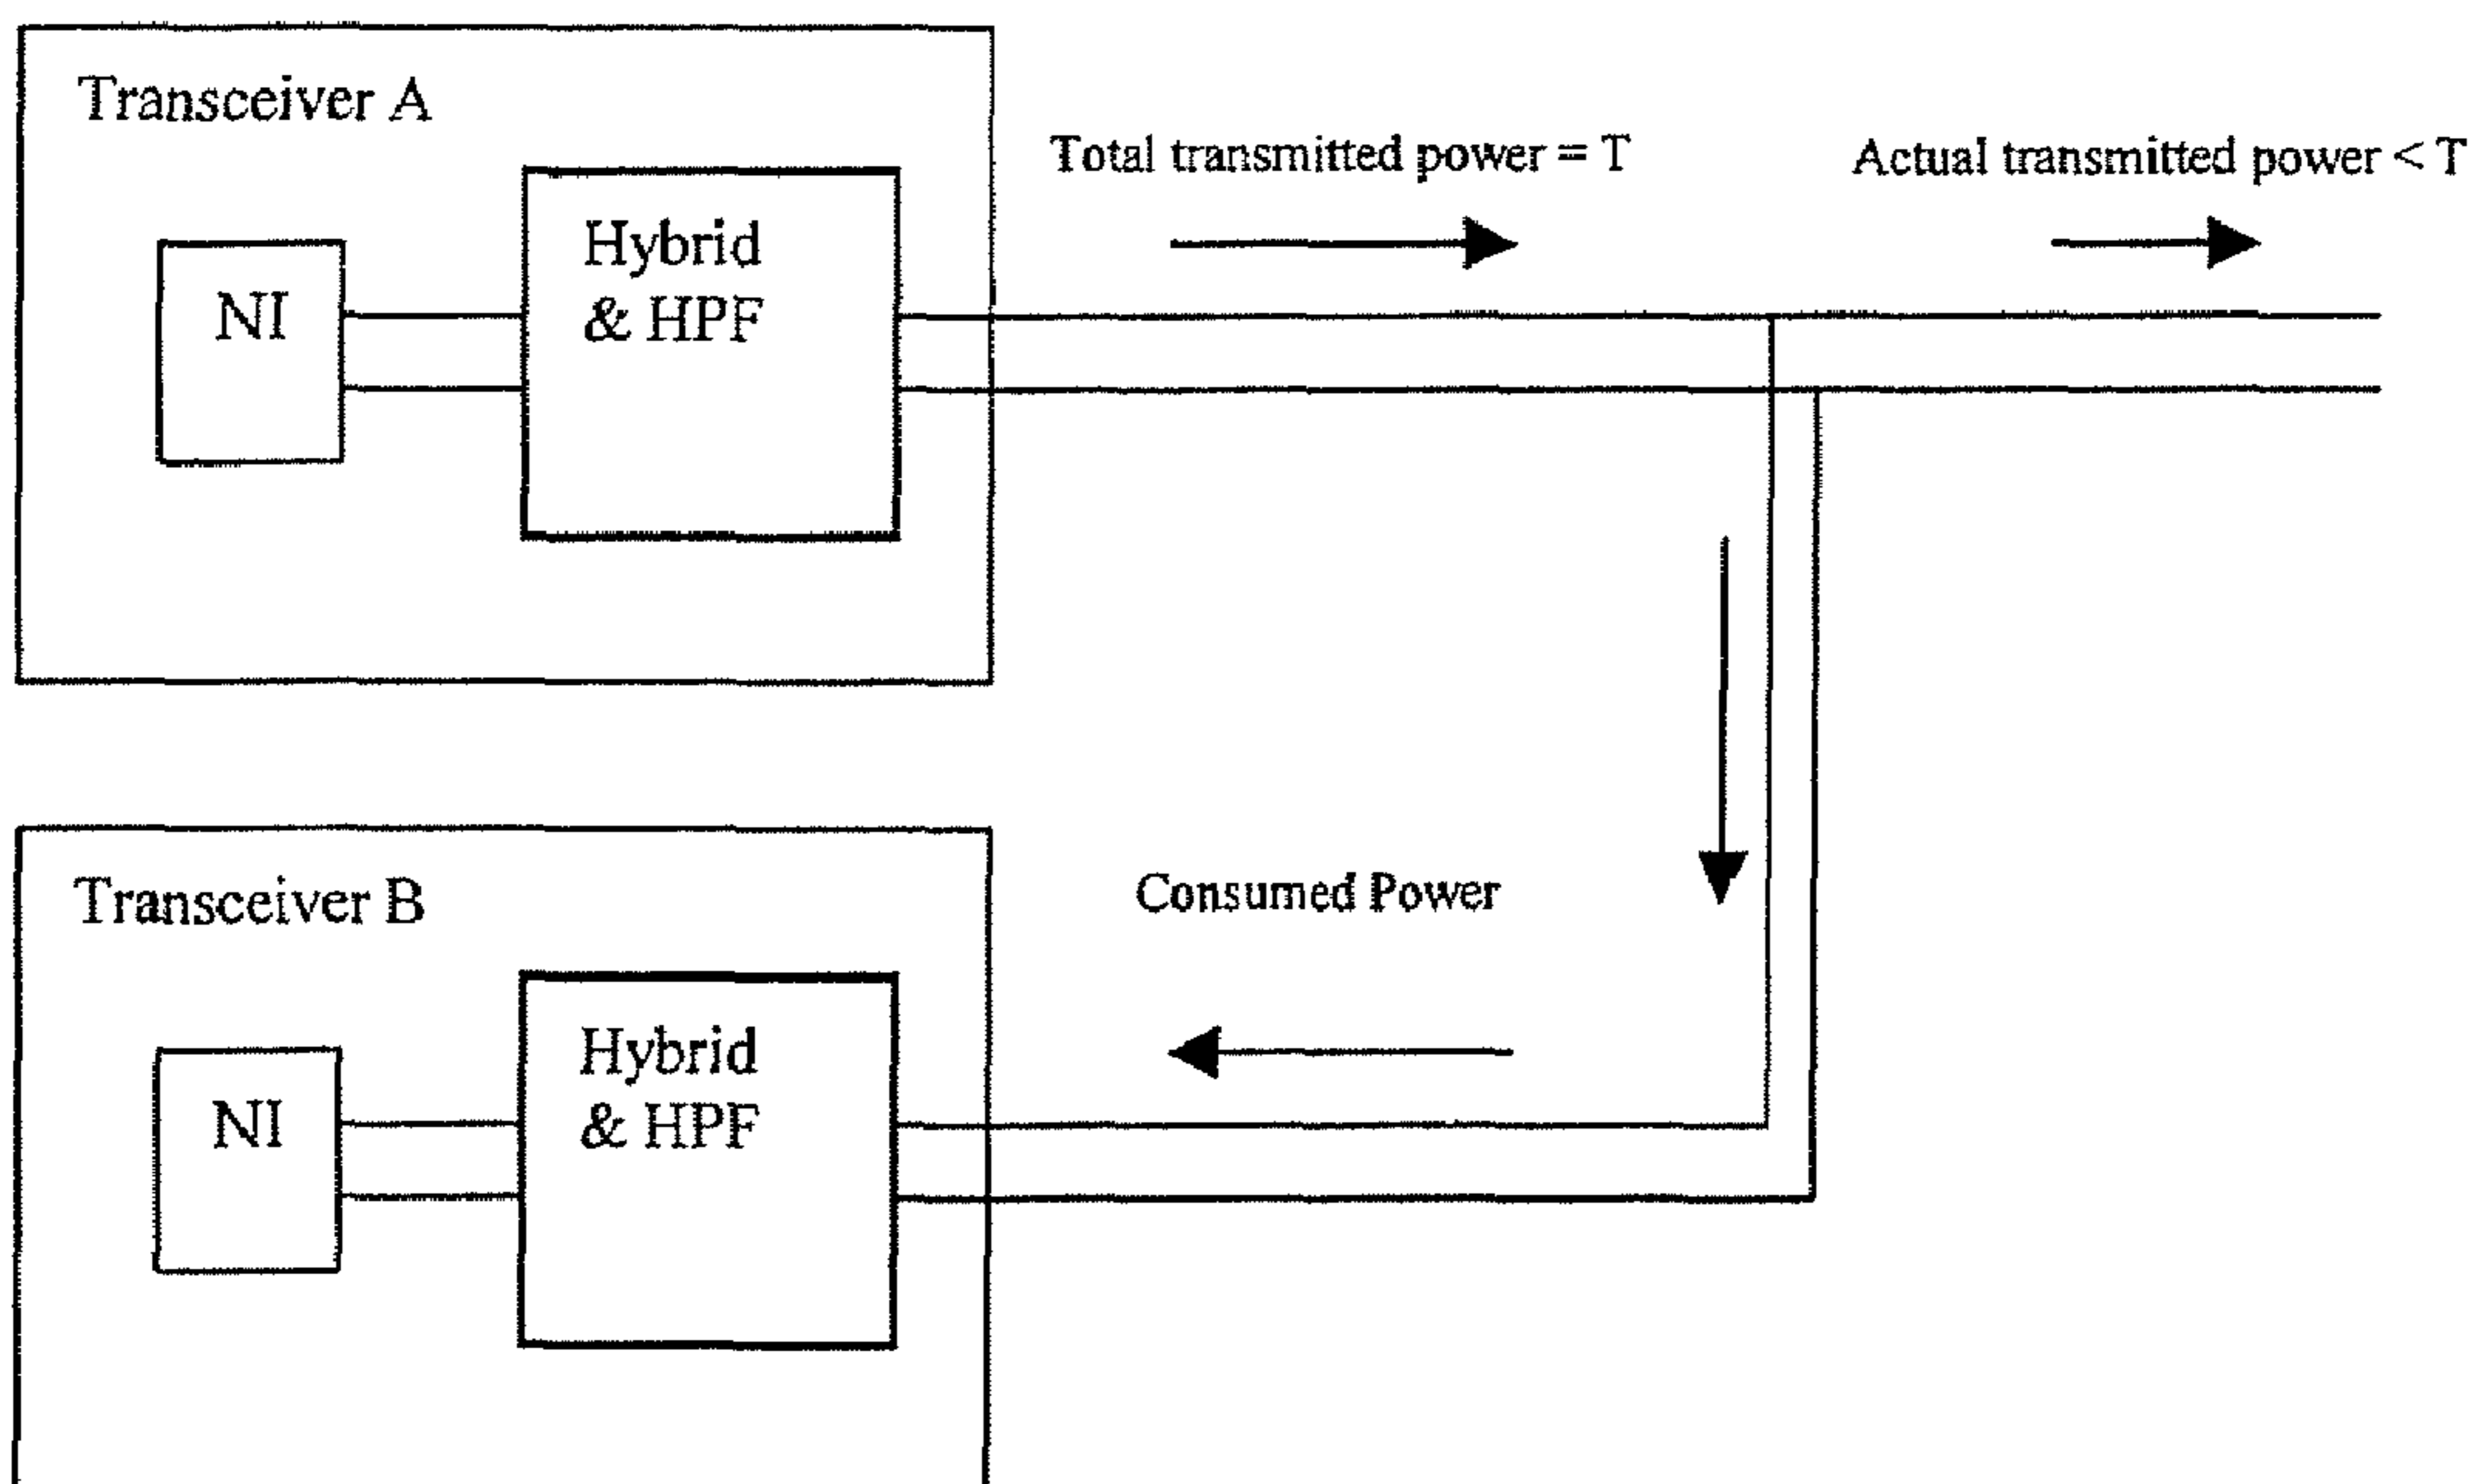 Transceiver A
Total transmitted power = T
Actual transmitted power < T
Hybrid
& HPF
NI
Transceiver B
Consumed Power
Hybrid
& HPF
NI